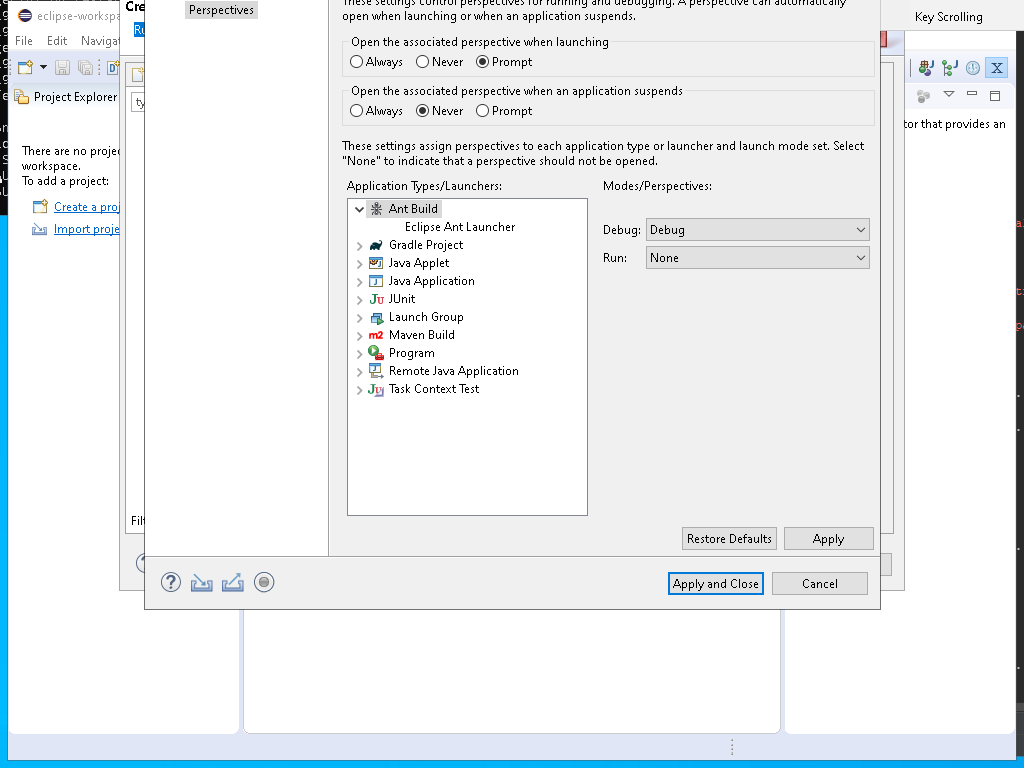 eclipse-workspa
Cre
Perspectives
These settings control perspectives for running and debugging. A perspective can automatically
open when launching or when an application suspends.
Key Scrolling
File Edit Navigat
Ru
Open the associated perspective when launching
Always Never Prompt
Open the associated perspective when an application suspends
Always Never Prompt
Project Explorer
ty
tor that provides an
There are no projec
workspace.
To add a project:
Create a proj
Import proje
These settings assign perspectives to each application type or launcher and launch mode set. Select
"None" to indicate that a perspective should not be opened.
Application Types/Launchers:
Modes/Perspectives:
Ant Build
Eclipse Ant Launcher
Gradle Project
Java Applet
Java Application
JUnit
Launch Group
Maven Build
Program
Remote Java Application
Task Context Test
Debug: Debug
Run: None
Filt
Restore Defaults Apply
Apply and Close Cancel